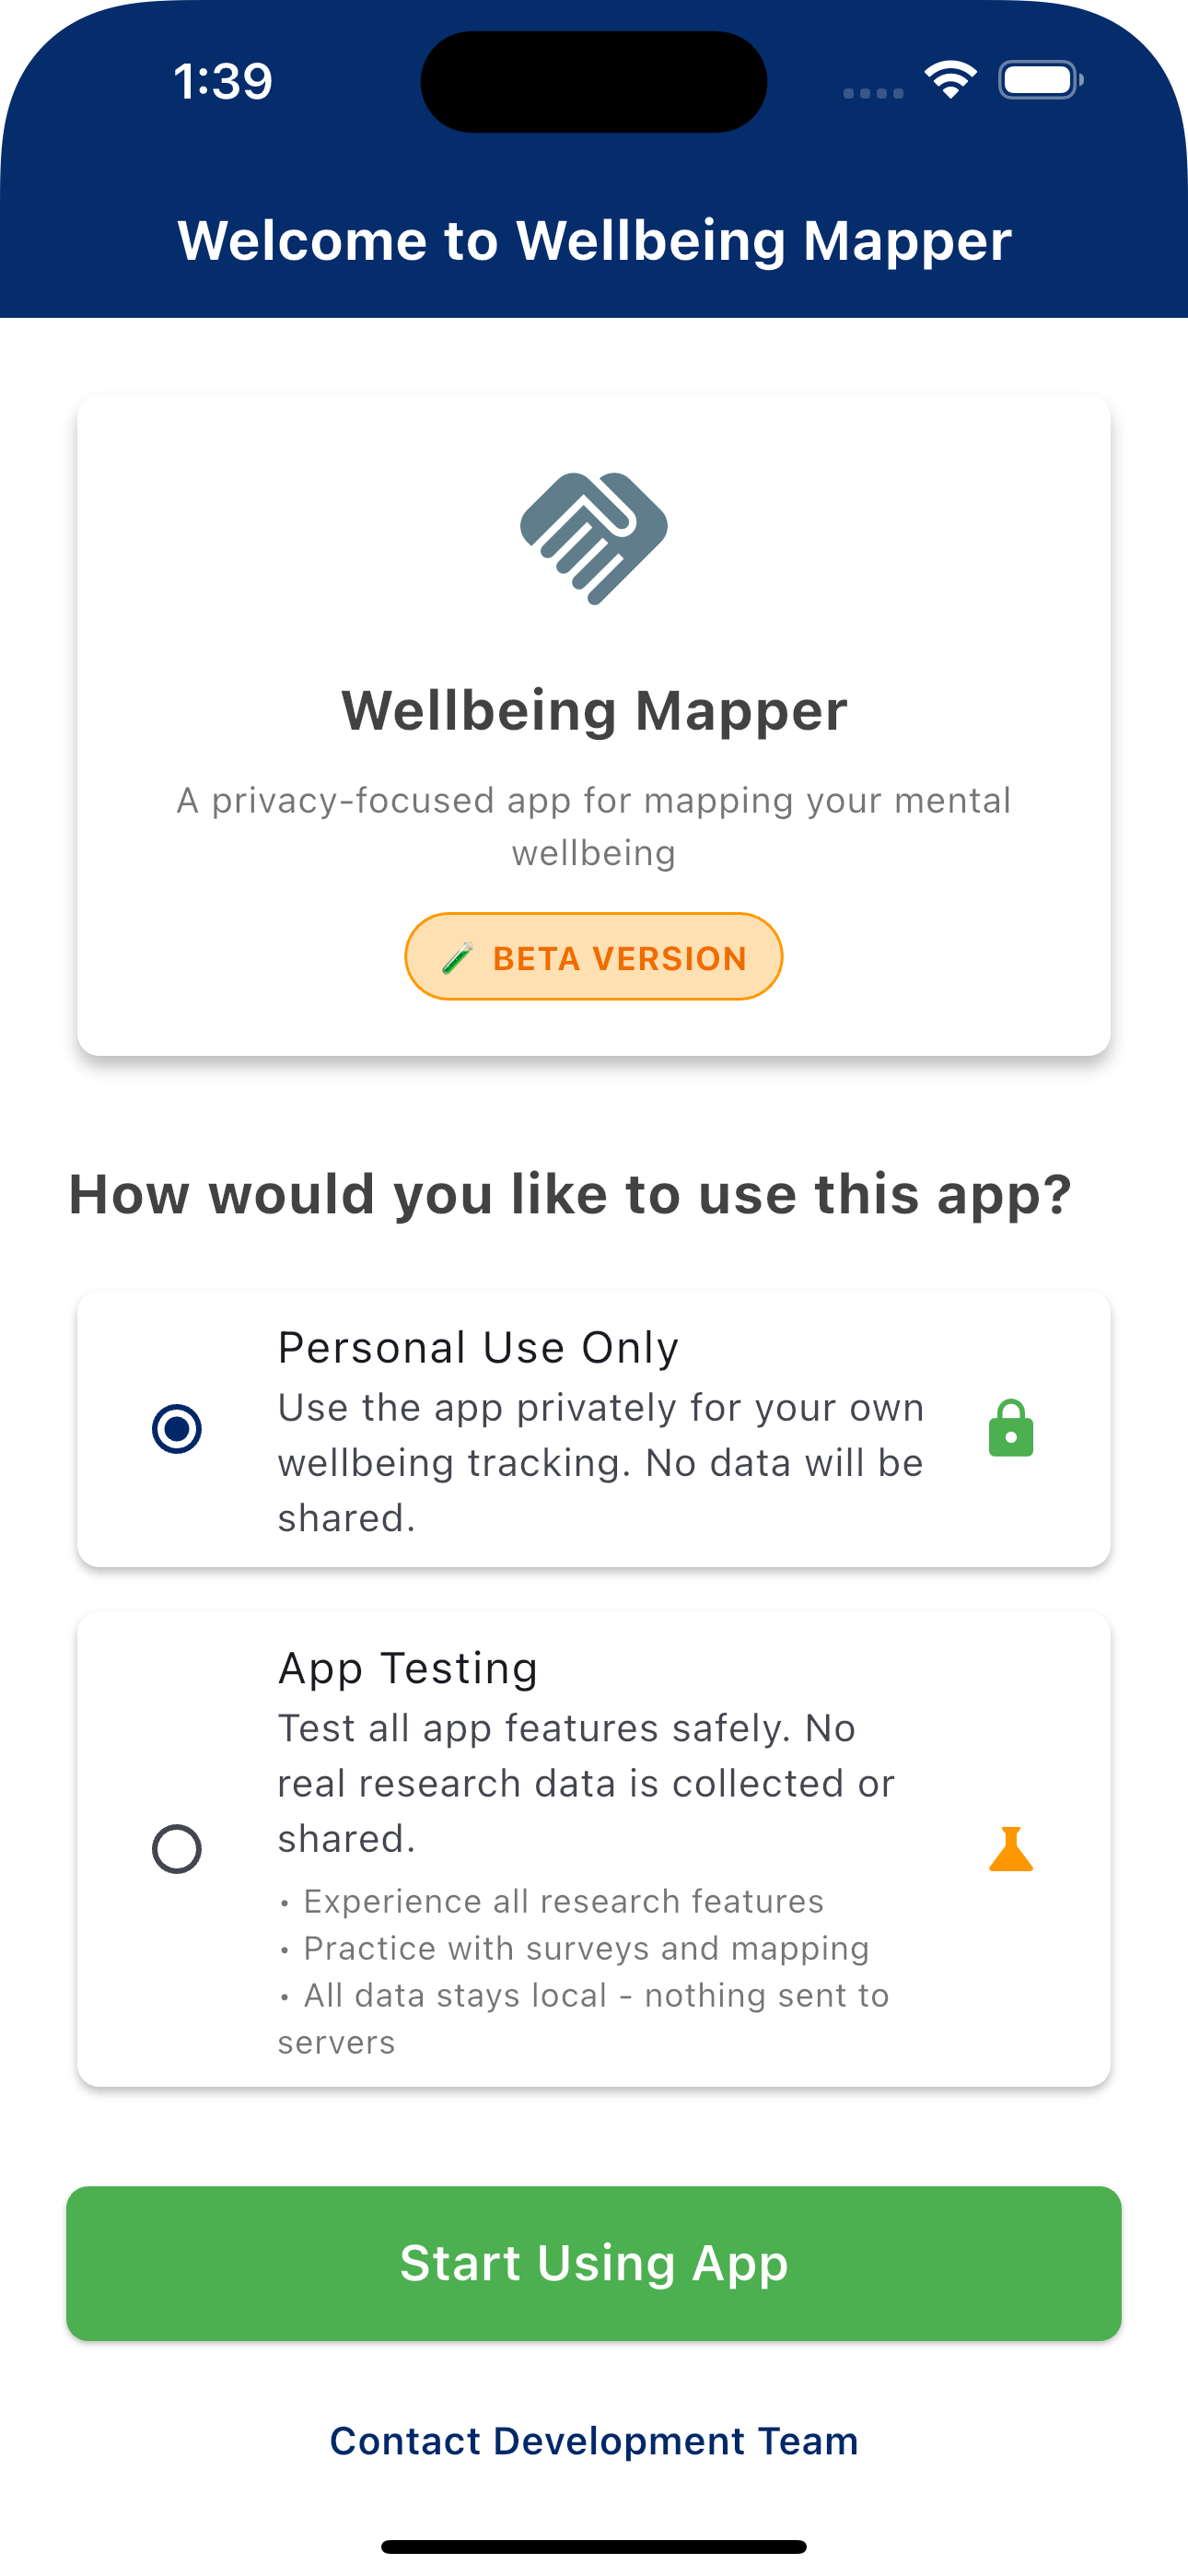 1:39
Welcome to Wellbeing Mapper
Wellbeing Mapper
A privacy-focused app for mapping your mental
wellbeing
BETA VERSION
How would you like to use this app?
Personal Use Only
Use the app privately for your own
wellbeing tracking. No data will be
shared.
App Testing
Test all app features safely. No
real research data is collected or
shared.
• Experience all research features
• Practice with surveys and mapping
• All data stays local - nothing sent to
servers
Start Using App
Contact Development Team